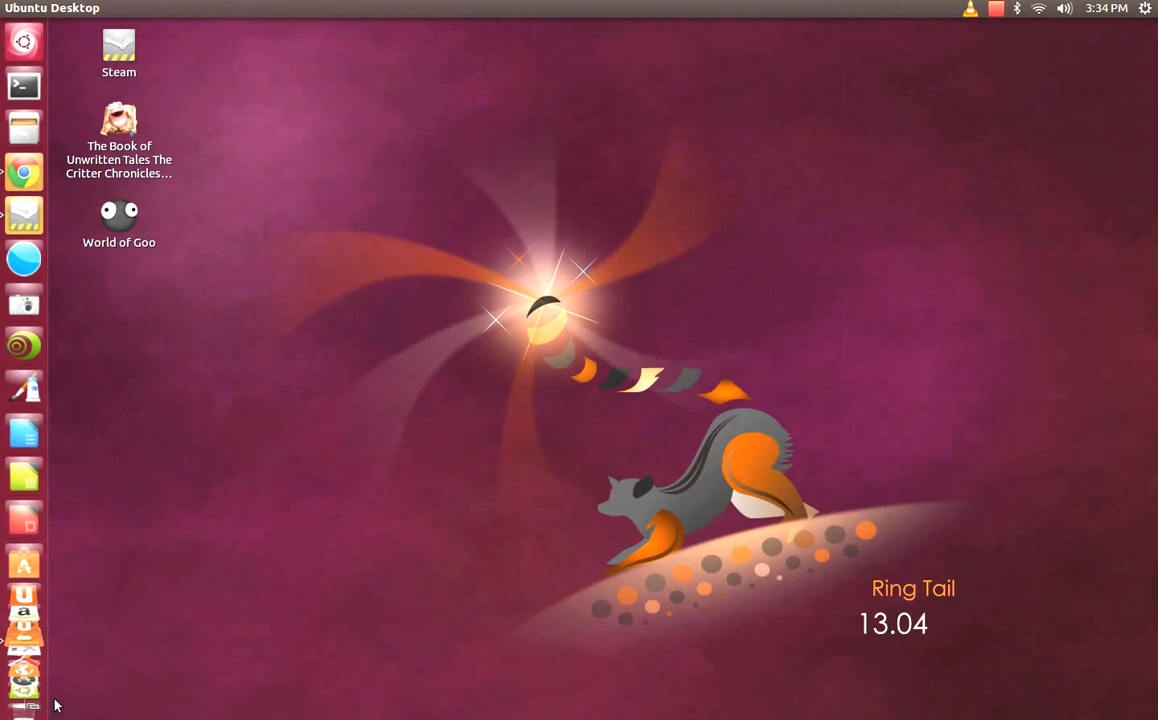 Ubuntu Desktop
3:34 PM
Steam
The Book of
Unwritten Tales The
Critter Chronicles...
World of Goo
Ring Tail
13.04